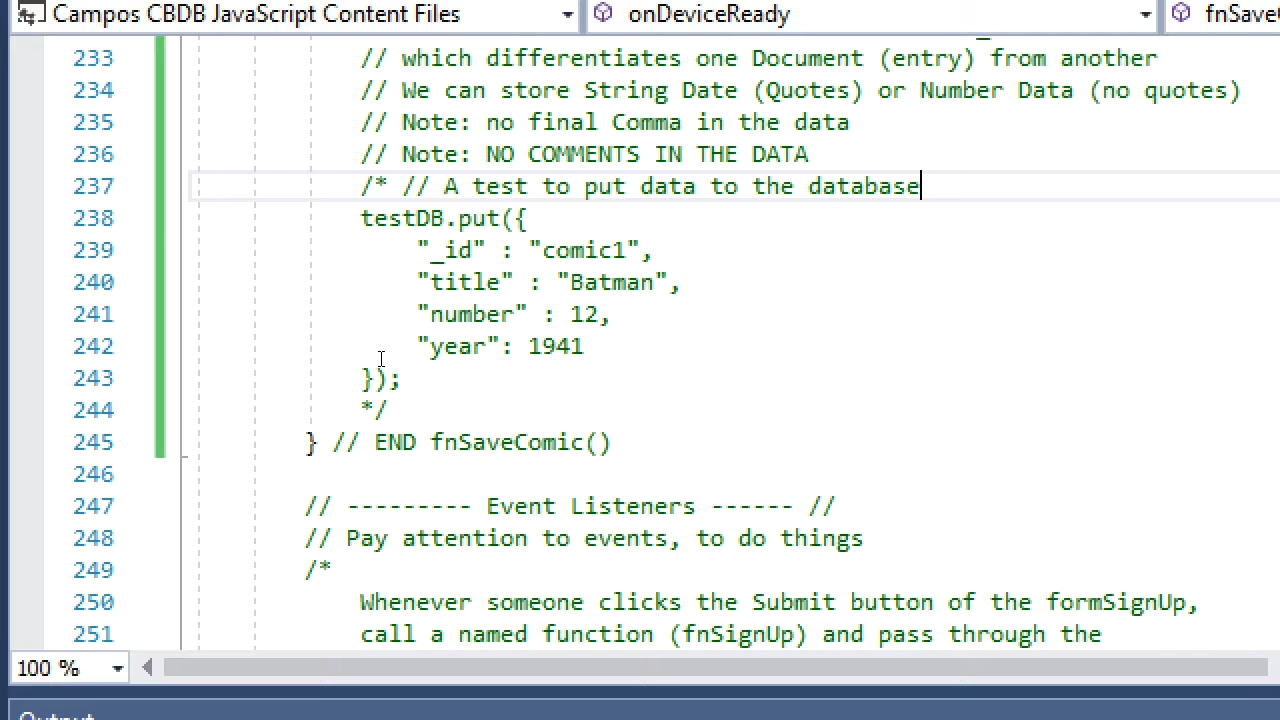 Campos CBDB JavaScript Content Files onDeviceReady
233 // which differentiates one Document (entry) from another
234 // We can store String Date (Quotes) or Number Data (no quotes)
235 // Note: no final Comma in the data
236 // Note: NO COMMENTS IN THE DATA
237 /* // A test to put data to the database
238 testDB.put({
239 "_id" : "comic1",
240 "title" : "Batman",
241 "number" : 12,
242 "year": 1941
243 });
244 */
245 } // END fnSaveComic()
246
247 // --------- Event Listeners ------ //
248 // Pay attention to events, to do things
249 /*
250 Whenever someone clicks the Submit button of the formSignUp,
251 call a named function (fnSignUp) and pass through the
100 %
Output